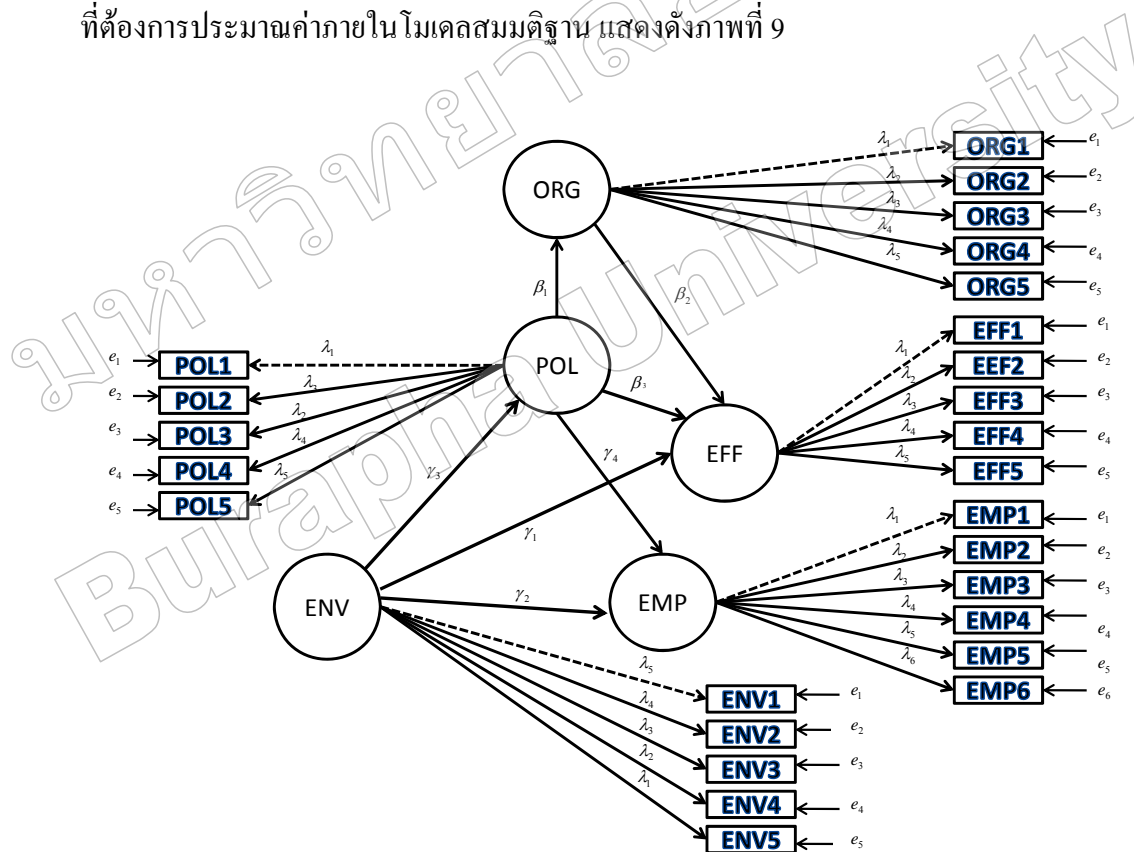 ที่ต้องการประมาณค่าภายในโมเดลสมมติฐาน แสดงดังภาพที่ 9
มหาวิทยาลัย
Burapha University
ORG
λ₁ ORG1 e₁
λ₂ ORG2 e₂
λ₃ ORG3 e₃
λ₄ ORG4 e₄
λ₅ ORG5 e₅
β₁
β₂
POL
β₃
λ₁ POL1 e₁
λ₃ POL2 e₂
λ₂ POL3 e₃
λ₄ POL4 e₄
λ₅ POL5 e₅
EFF
λ₁ EFF1 e₁
λ₂ EEF2 e₂
λ₃ EFF3 e₃
λ₄ EFF4 e₄
λ₅ EFF5 e₅
γ₃
γ₄
γ₁
γ₂
EMP
λ₁ EMP1 e₁
λ₂ EMP2 e₂
λ₃ EMP3 e₃
λ₄ EMP4 e₄
λ₅ EMP5 e₅
λ₆ EMP6 e₆
ENV
λ₅ ENV1 e₁
λ₄ ENV2 e₂
λ₃ ENV3 e₃
λ₂ ENV4 e₄
λ₁ ENV5 e₅